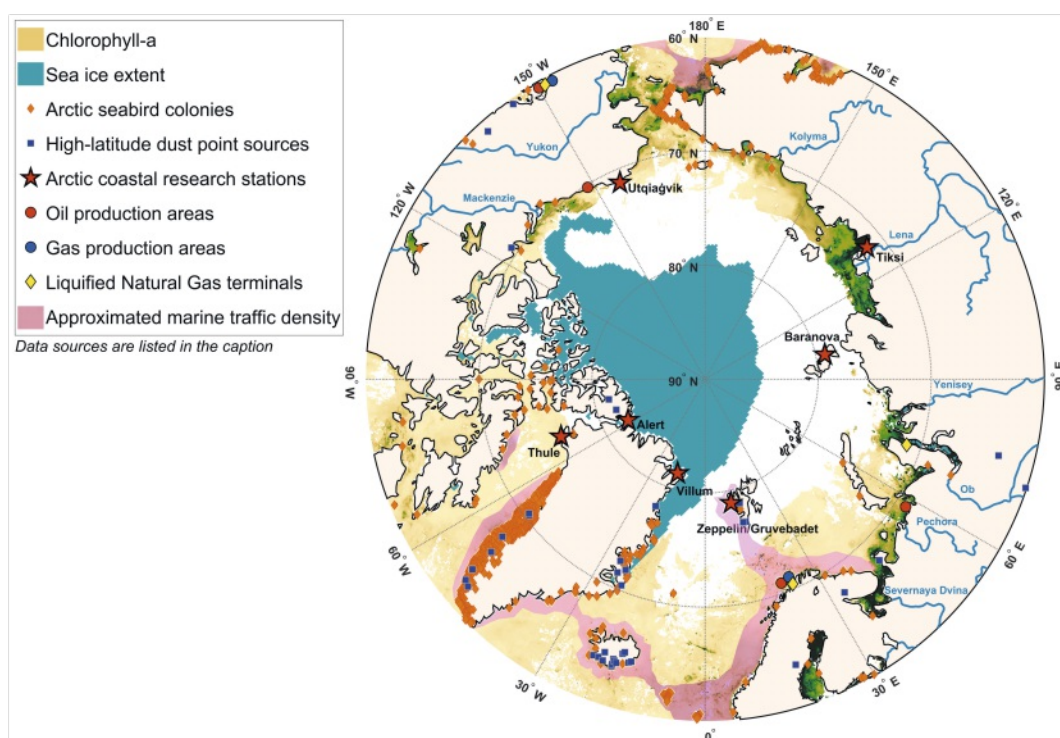 Chlorophyll-a
Sea ice extent
Arctic seabird colonies
High-latitude dust point sources
Arctic coastal research stations
Oil production areas
Gas production areas
Liquified Natural Gas terminals
Approximated marine traffic density
Data sources are listed in the caption
180° E
60° N
150° W
150° E
Yukon
Kolyma
70° N
Utqiaġvik
Mackenzie
120° W
120° E
Lena
Tiksi
80° N
Baranova
90° W
90° N
90° E
Yenisey
Alert
Thule
Villum
Ob
Zeppelin/Gruvebadet
Pechora
60° W
60° E
Severnaya Dvina
30° W
30° E
0°